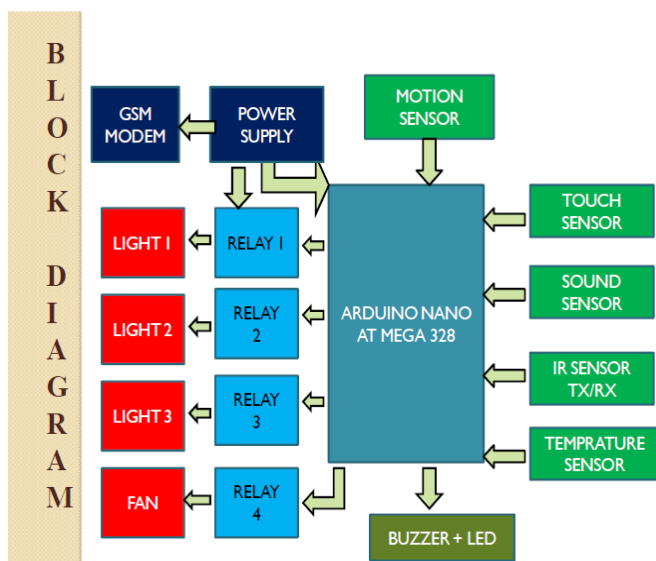 BLOCK DIAGRAM
GSM
MODEM
POWER
SUPPLY
MOTION
SENSOR
LIGHT 1
RELAY 1
ARDUINO NANO
AT MEGA 328
TOUCH
SENSOR
LIGHT 2
RELAY
2
SOUND
SENSOR
LIGHT 3
RELAY
3
IR SENSOR
TX/RX
FAN
RELAY
4
TEMPRATURE
SENSOR
BUZZER + LED